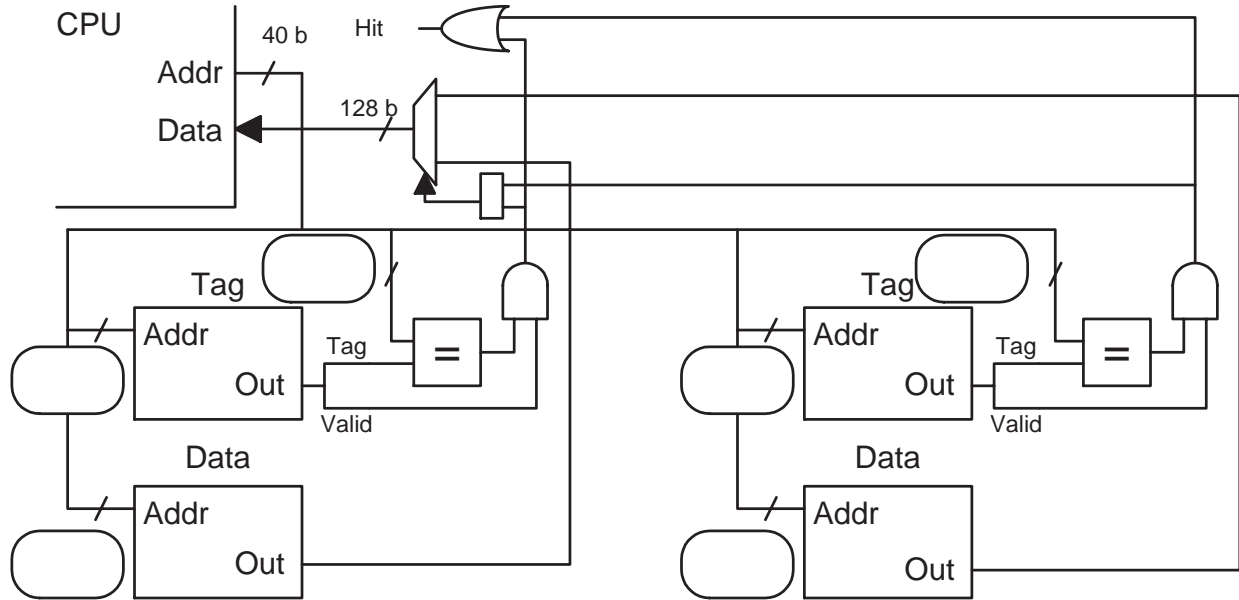 CPU
40 b
Hit
Addr
128 b
Data
Tag
Tag
Addr
Tag
=
Out
Valid
Addr
Tag
=
Out
Valid
Data
Data
Addr
Out
Addr
Out